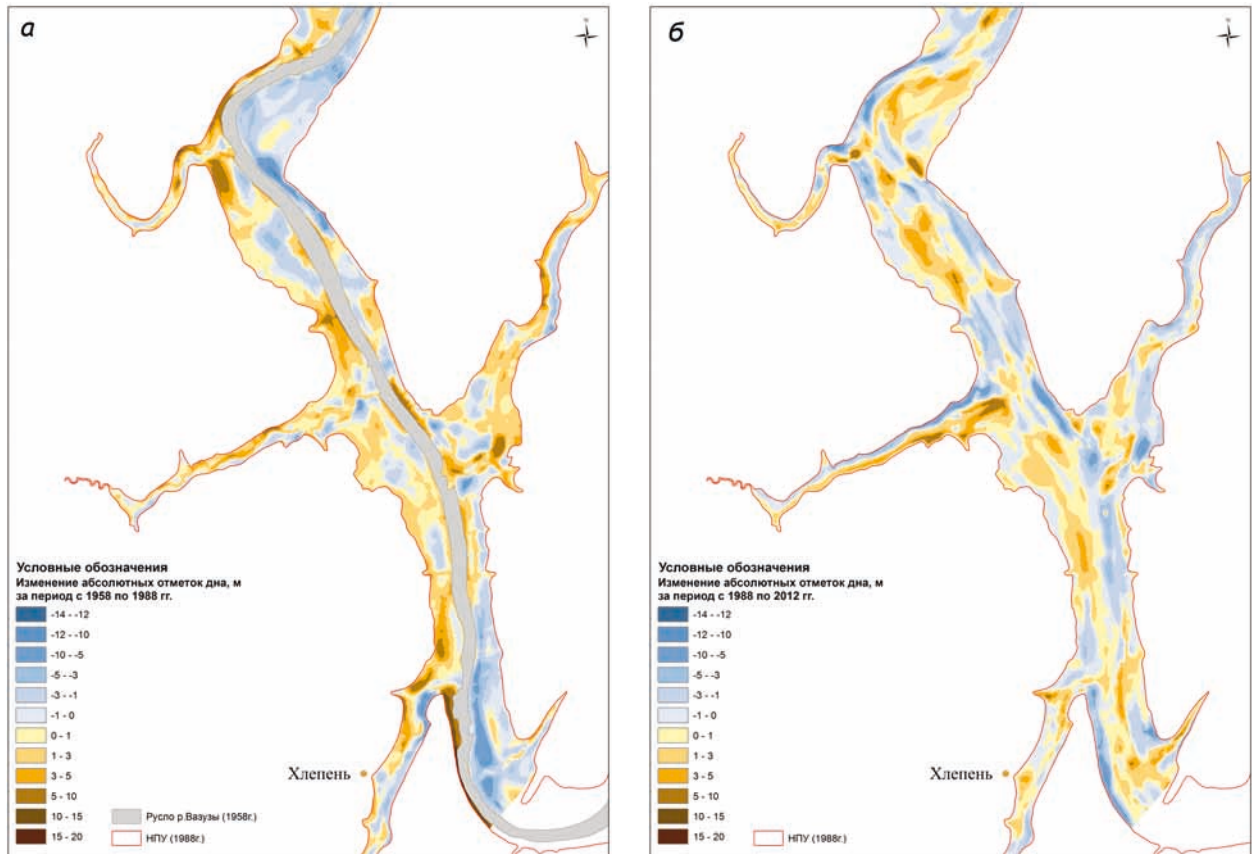 а
Условные обозначения
Изменение абсолютных отметок дна, м
за период с 1958 по 1988 гг.
-14 - -12
-12 - -10
-10 - -5
-5 - -3
-3 - -1
-1 - 0
0 - 1
1 - 3
3 - 5
5 - 10
10 - 15
15 - 20
Хлепень
Русло р.Вазузы (1958г.)
НПУ (1988г.)
б
Условные обозначения
Изменение абсолютных отметок дна, м
за период с 1988 по 2012 гг.
-14 - -12
-12 - -10
-10 - -5
-5 - -3
-3 - -1
-1 - 0
0 - 1
1 - 3
3 - 5
5 - 10
10 - 15
15 - 20
Хлепень
НПУ (1988г.)